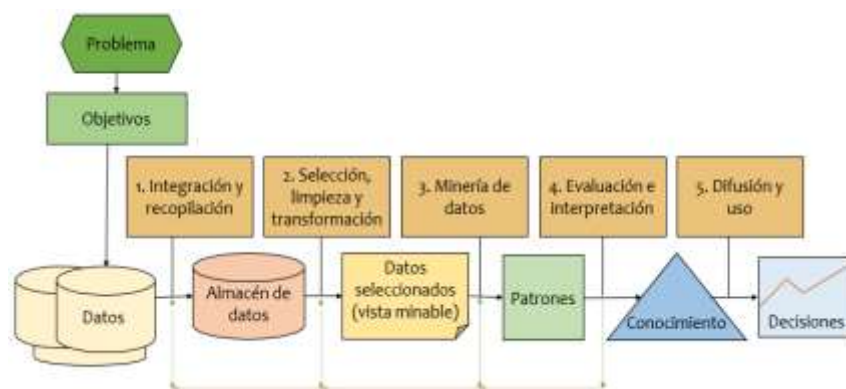 Problema
Objetivos
1. Integración y
recopilación
2. Selección,
limpieza y
transformación
3. Minería de
datos
4. Evaluación e
interpretación
5. Difusión y
uso
Datos
Almacén de
datos
Datos
seleccionados
(vista minable)
Patrones
Conocimiento
Decisiones